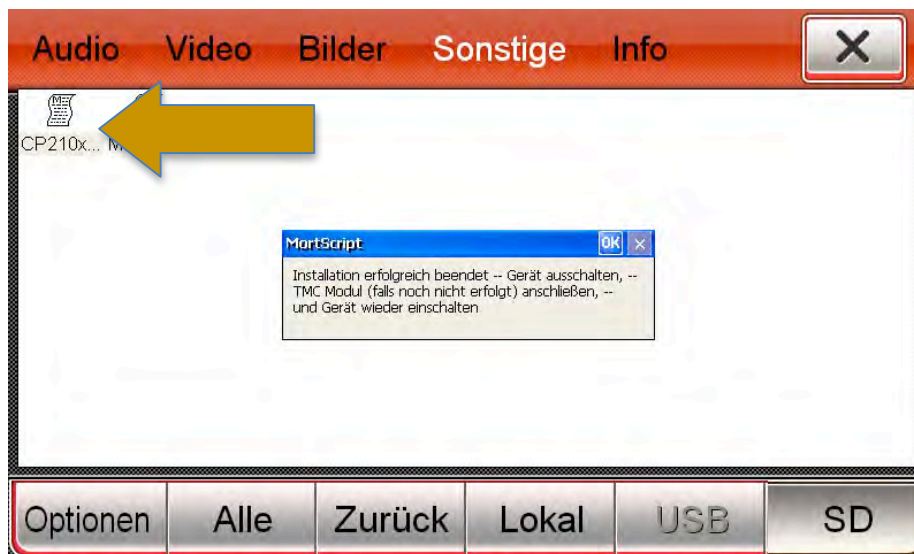 Audio Video Bilder Sonstige Info
CP210x... M
MortScript OK
Installation erfolgreich beendet -- Gerät ausschalten, --
TMC Modul (falls noch nicht erfolgt) anschließen, --
und Gerät wieder einschalten
Optionen Alle Zurück Lokal USB SD